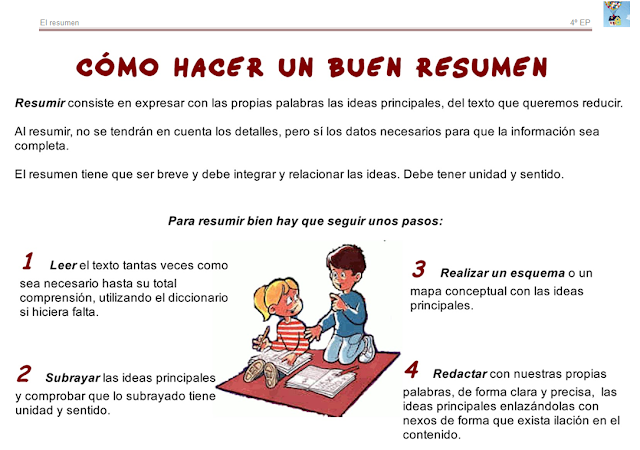 El resumen
4º EP
CÓMO HACER UN BUEN RESUMEN
Resumir consiste en expresar con las propias palabras las ideas principales, del texto que queremos reducir.
Al resumir, no se tendrán en cuenta los detalles, pero sí los datos necesarios para que la información sea
completa.
El resumen tiene que ser breve y debe integrar y relacionar las ideas. Debe tener unidad y sentido.
Para resumir bien hay que seguir unos pasos:
1 Leer el texto tantas veces como
sea necesario hasta su total
comprensión, utilizando el diccionario
si hiciera falta.
2 Subrayar las ideas principales
y comprobar que lo subrayado tiene
unidad y sentido.
3 Realizar un esquema o un
mapa conceptual con las ideas
principales.
4 Redactar con nuestras propias
palabras, de forma clara y precisa, las
ideas principales enlazándolas con
nexos de forma que exista ilación en el
contenido.